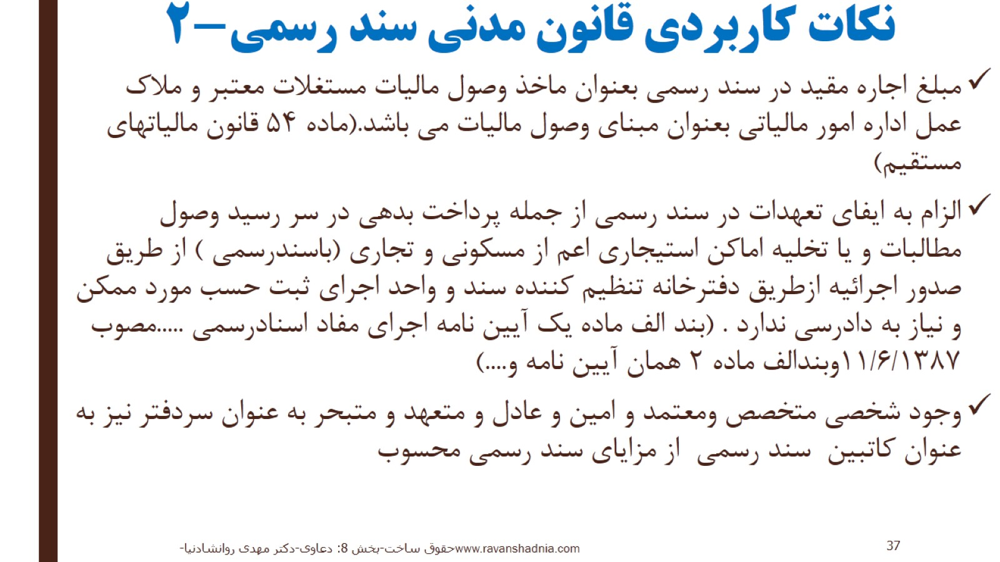 نکات کاربردی قانون مدنی سند رسمی-۲
✓ مبلغ اجاره مقید در سند رسمی بعنوان ماخذ وصول مالیات مستغلات معتبر و ملاک
عمل اداره امور مالیاتی بعنوان مبنای وصول مالیات می باشد.(ماده ۵۴ قانون مالیاتهای
مستقیم)
✓ الزام به ایفای تعهدات در سند رسمی از جمله پرداخت بدهی در سر رسید وصول
مطالبات و یا تخلیه اماکن استیجاری اعم از مسکونی و تجاری (باسندرسمی ) از طریق
صدور اجرائیه ازطریق دفترخانه تنظیم کننده سند و واحد اجرای ثبت حسب مورد ممکن
و نیاز به دادرسی ندارد . (بند الف ماده یک آیین نامه اجرای مفاد اسنادرسمی .....مصوب
۱۱/۶/۱۳۸۷وبندالف ماده ۲ همان آیین نامه و....)
✓ وجود شخصی متخصص ومعتمد و امین و عادل و متعهد و متبحر به عنوان سردفتر نیز به
عنوان کاتبین سند رسمی از مزایای سند رسمی محسوب
حقوق ساخت-بخش 8: دعاوی-دکتر مهدی روانشادنیا-www.ravanshadnia.com
37